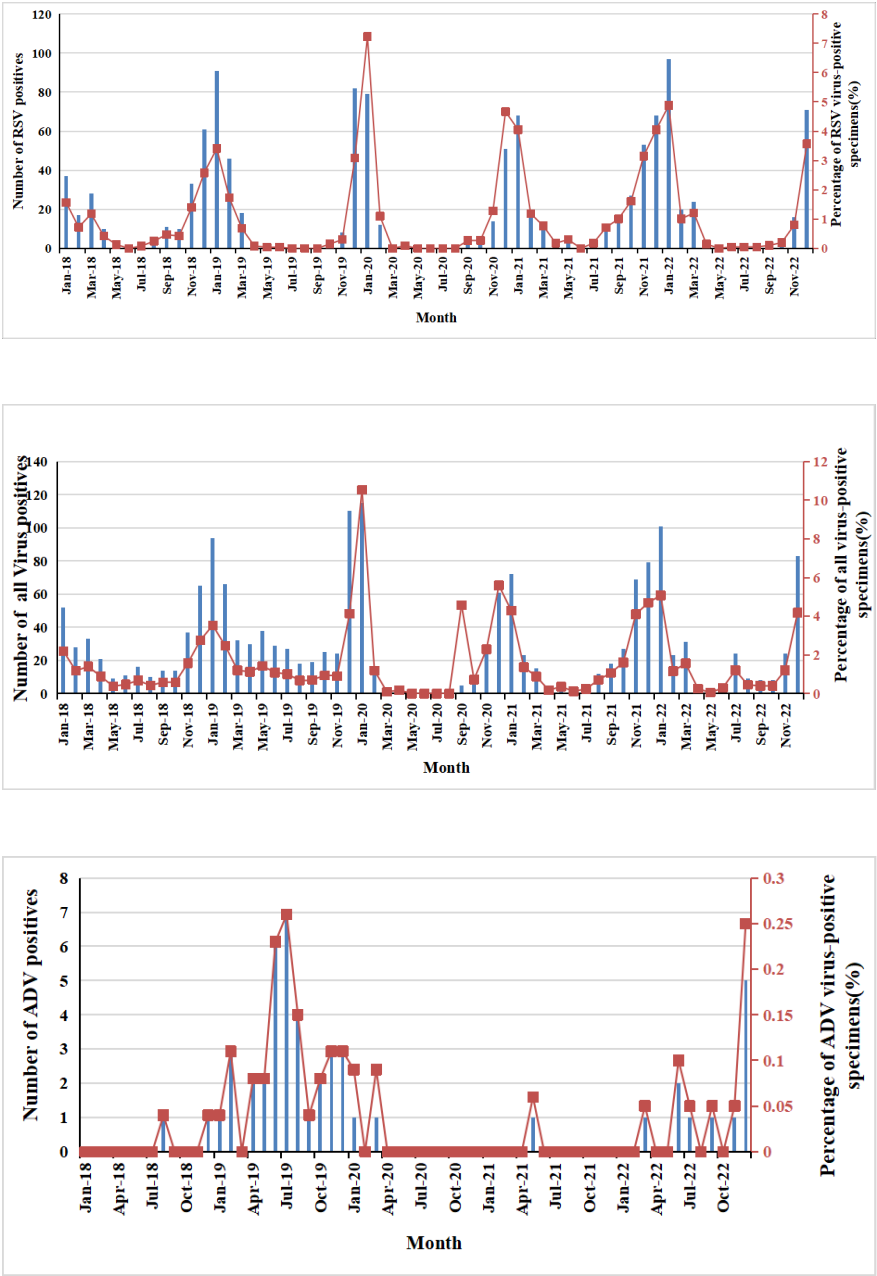 120
100
80
60
40
20
0
8
7
6
5
4
3
2
1
0
Number of RSV positives
Percentage of RSV virus-positive
specimens(%)
Jan-18
Mar-18
May-18
Jul-18
Sep-18
Nov-18
Jan-19
Mar-19
May-19
Jul-19
Sep-19
Nov-19
Jan-20
Mar-20
May-20
Jul-20
Sep-20
Nov-20
Jan-21
Mar-21
May-21
Jul-21
Sep-21
Nov-21
Jan-22
Mar-22
May-22
Jul-22
Sep-22
Nov-22
Month
140
120
100
80
60
40
20
0
12
10
8
6
4
2
0
Number of all Virus positives
Percentage of all virus-positive
specimens(%)
Jan-18
Mar-18
May-18
Jul-18
Sep-18
Nov-18
Jan-19
Mar-19
May-19
Jul-19
Sep-19
Nov-19
Jan-20
Mar-20
May-20
Jul-20
Sep-20
Nov-20
Jan-21
Mar-21
May-21
Jul-21
Sep-21
Nov-21
Jan-22
Mar-22
May-22
Jul-22
Sep-22
Nov-22
Month
8
7
6
5
4
3
2
1
0
0.3
0.25
0.2
0.15
0.1
0.05
0
Number of ADV positives
Percentage of ADV virus-positive
specimens(%)
Jan-18
Apr-18
Jul-18
Oct-18
Jan-19
Apr-19
Jul-19
Oct-19
Jan-20
Apr-20
Jul-20
Oct-20
Jan-21
Apr-21
Jul-21
Oct-21
Jan-22
Apr-22
Jul-22
Oct-22
Month